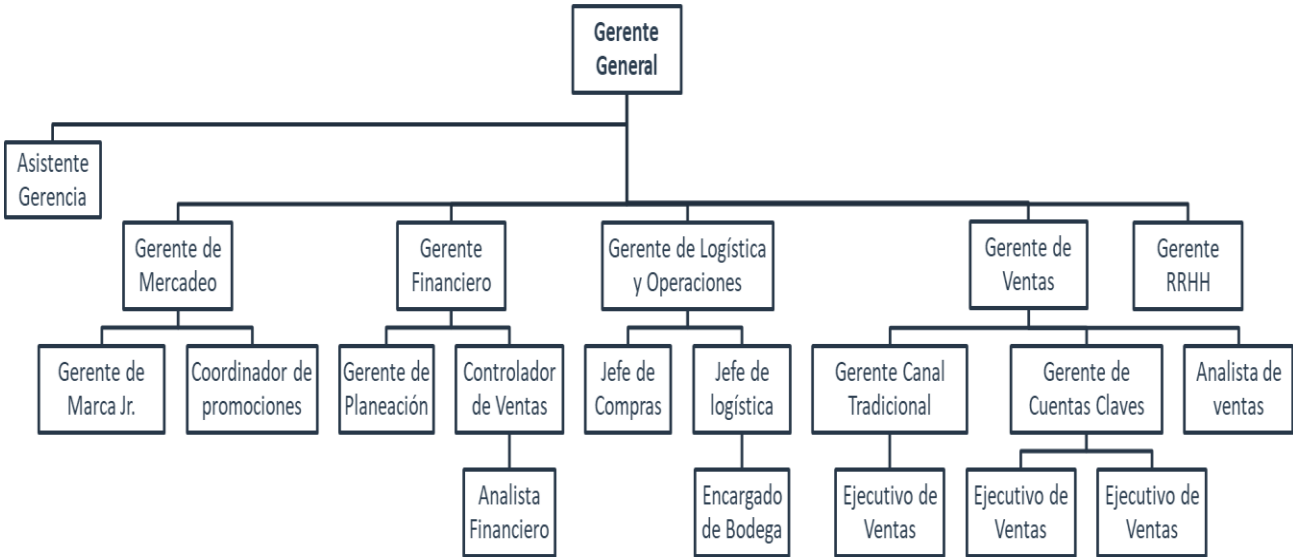 Gerente
General
Asistente
Gerencia
Gerente de
Mercadeo
Gerente
Financiero
Gerente de Logística
y Operaciones
Gerente de
Ventas
Gerente
RRHH
Gerente de
Marca Jr.
Coordinador de
promociones
Gerente de
Planeación
Controlador
de Ventas
Jefe de
Compras
Jefe de
logística
Gerente Canal
Tradicional
Gerente de
Cuentas Claves
Analista de
ventas
Analista
Financiero
Encargado
de Bodega
Ejecutivo de
Ventas
Ejecutivo de
Ventas
Ejecutivo de
Ventas